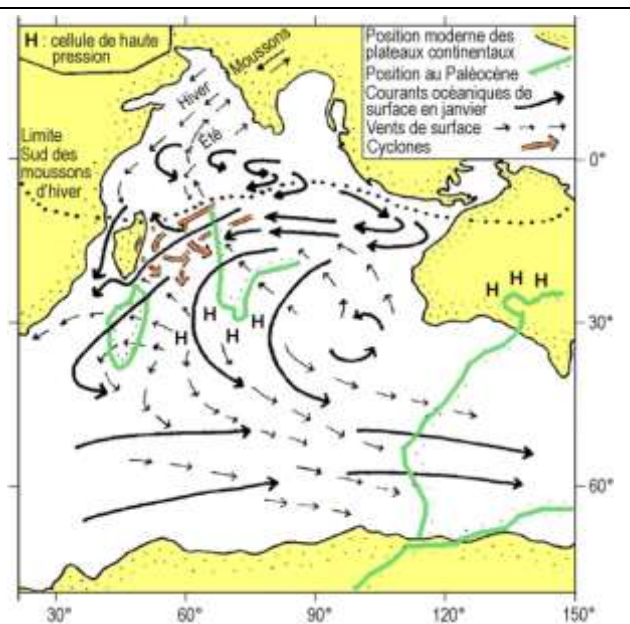 H : cellule de haute
pression
Moussons
Hiver
Été
Limite
Sud des
moussons
d'hiver
Position moderne des
plateaux continentaux
Position au Paléocène
Courants océaniques de
surface en janvier
Vents de surface
Cyclones
0°
H H H
30°
H H H H
60°
30° 60° 90° 120° 150°